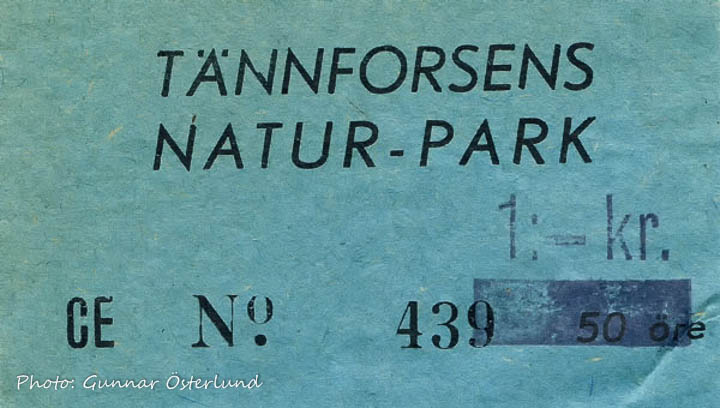 TÄNNFORSENS
NATUR-PARK
1:- kr.
CE No. 439 50 öre
Photo: Gunnar Österlund